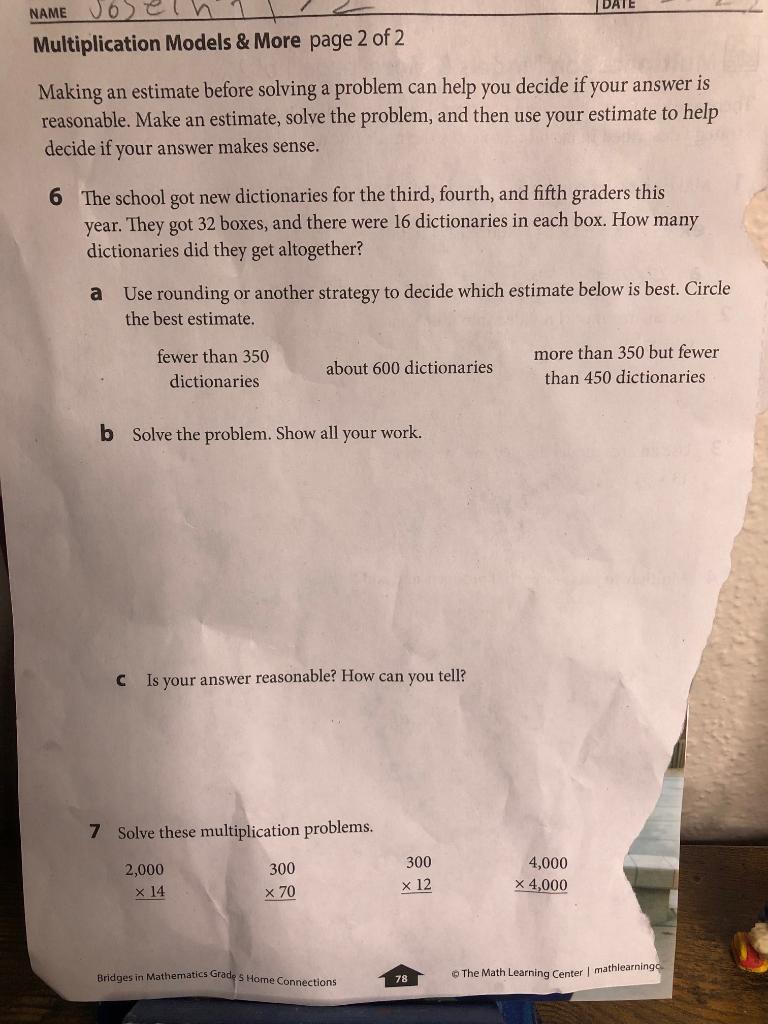 NAME
DATE
Multiplication Models & More page 2 of 2
Making an estimate before solving a problem can help you decide if your answer is
reasonable. Make an estimate, solve the problem, and then use your estimate to help
decide if your answer makes sense.
6 The school got new dictionaries for the third, fourth, and fifth graders this
year. They got 32 boxes, and there were 16 dictionaries in each box. How many
dictionaries did they get altogether?
a Use rounding or another strategy to decide which estimate below is best. Circle
the best estimate.
fewer than 350
dictionaries
about 600 dictionaries
more than 350 but fewer
than 450 dictionaries
b Solve the problem. Show all your work.
c Is your answer reasonable? How can you tell?
7 Solve these multiplication problems.
2,000
× 14
300
× 70
300
× 12
4,000
× 4,000
Bridges in Mathematics Grade 5 Home Connections
78
© The Math Learning Center | mathlearningc